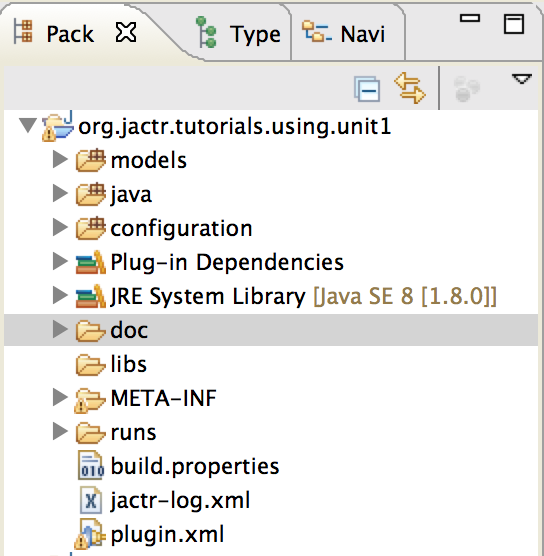 Pack Type Navi
org.jactr.tutorials.using.unit1
models
java
configuration
Plug-in Dependencies
JRE System Library [Java SE 8 [1.8.0]]
doc
libs
META-INF
runs
010 build.properties
X jactr-log.xml
plugin.xml